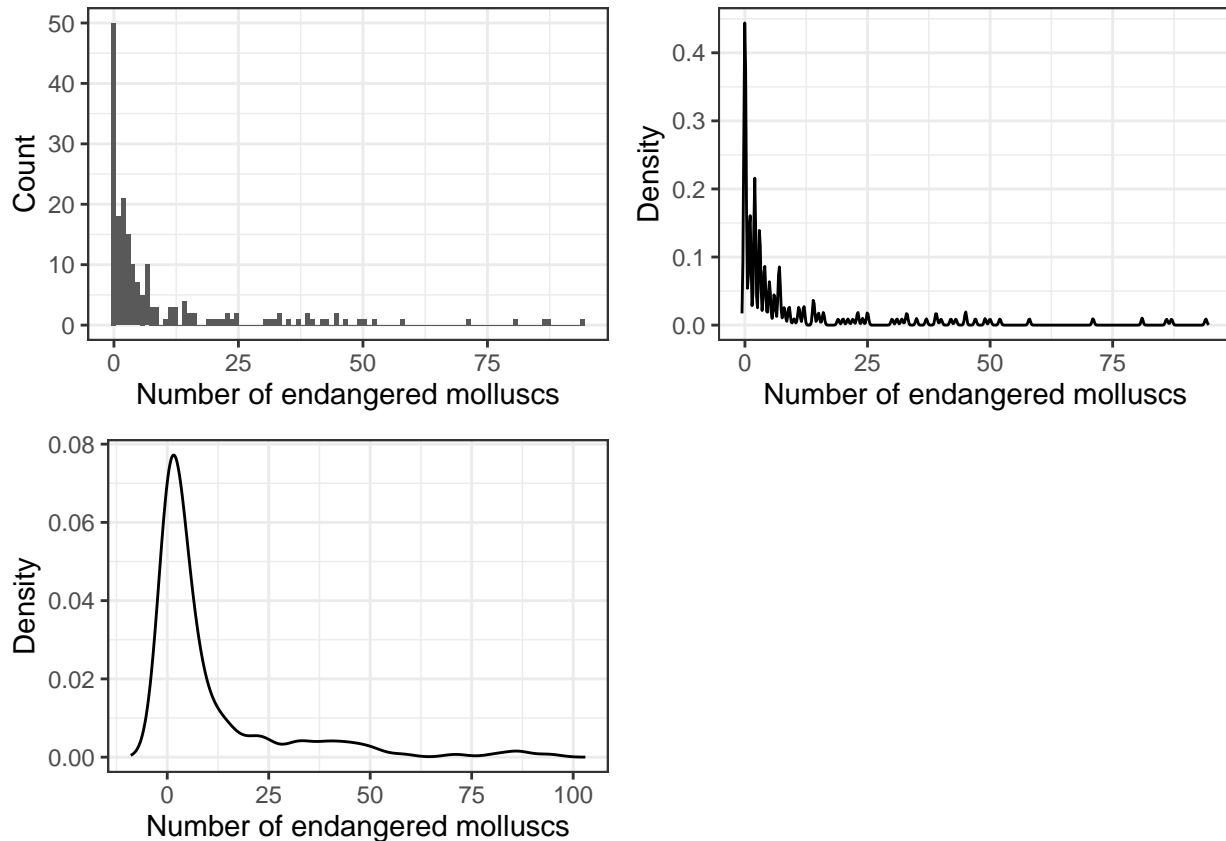 50
40
30
20
10
0
Count
0 25 50 75
Number of endangered molluscs
0.4
0.3
0.2
0.1
0.0
Density
0 25 50 75
Number of endangered molluscs
0.08
0.06
0.04
0.02
0.00
Density
0 25 50 75 100
Number of endangered molluscs